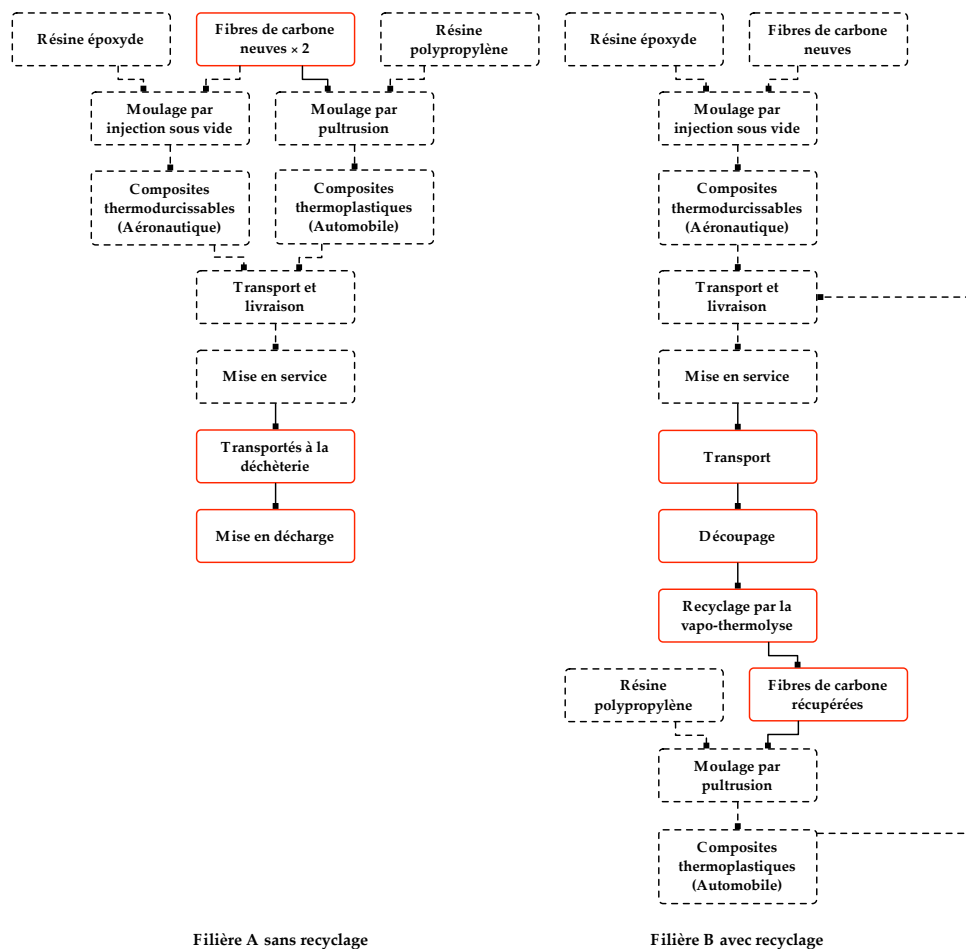 Résine époxyde
Fibres de carbone
neuves × 2
Résine
polypropylène
Moulage par
injection sous vide
Moulage par
pultrusion
Composites
thermodurcissables
(Aéronautique)
Composites
thermoplastiques
(Automobile)
Transport et
livraison
Mise en service
Transportés à la
déchèterie
Mise en décharge
Filière A sans recyclage
Résine époxyde
Fibres de carbone
neuves
Moulage par
injection sous vide
Composites
thermodurcissables
(Aéronautique)
Transport et
livraison
Mise en service
Transport
Découpage
Recyclage par la
vapo-thermolyse
Résine
polypropylène
Fibres de carbone
récupérées
Moulage par
pultrusion
Composites
thermoplastiques
(Automobile)
Filière B avec recyclage